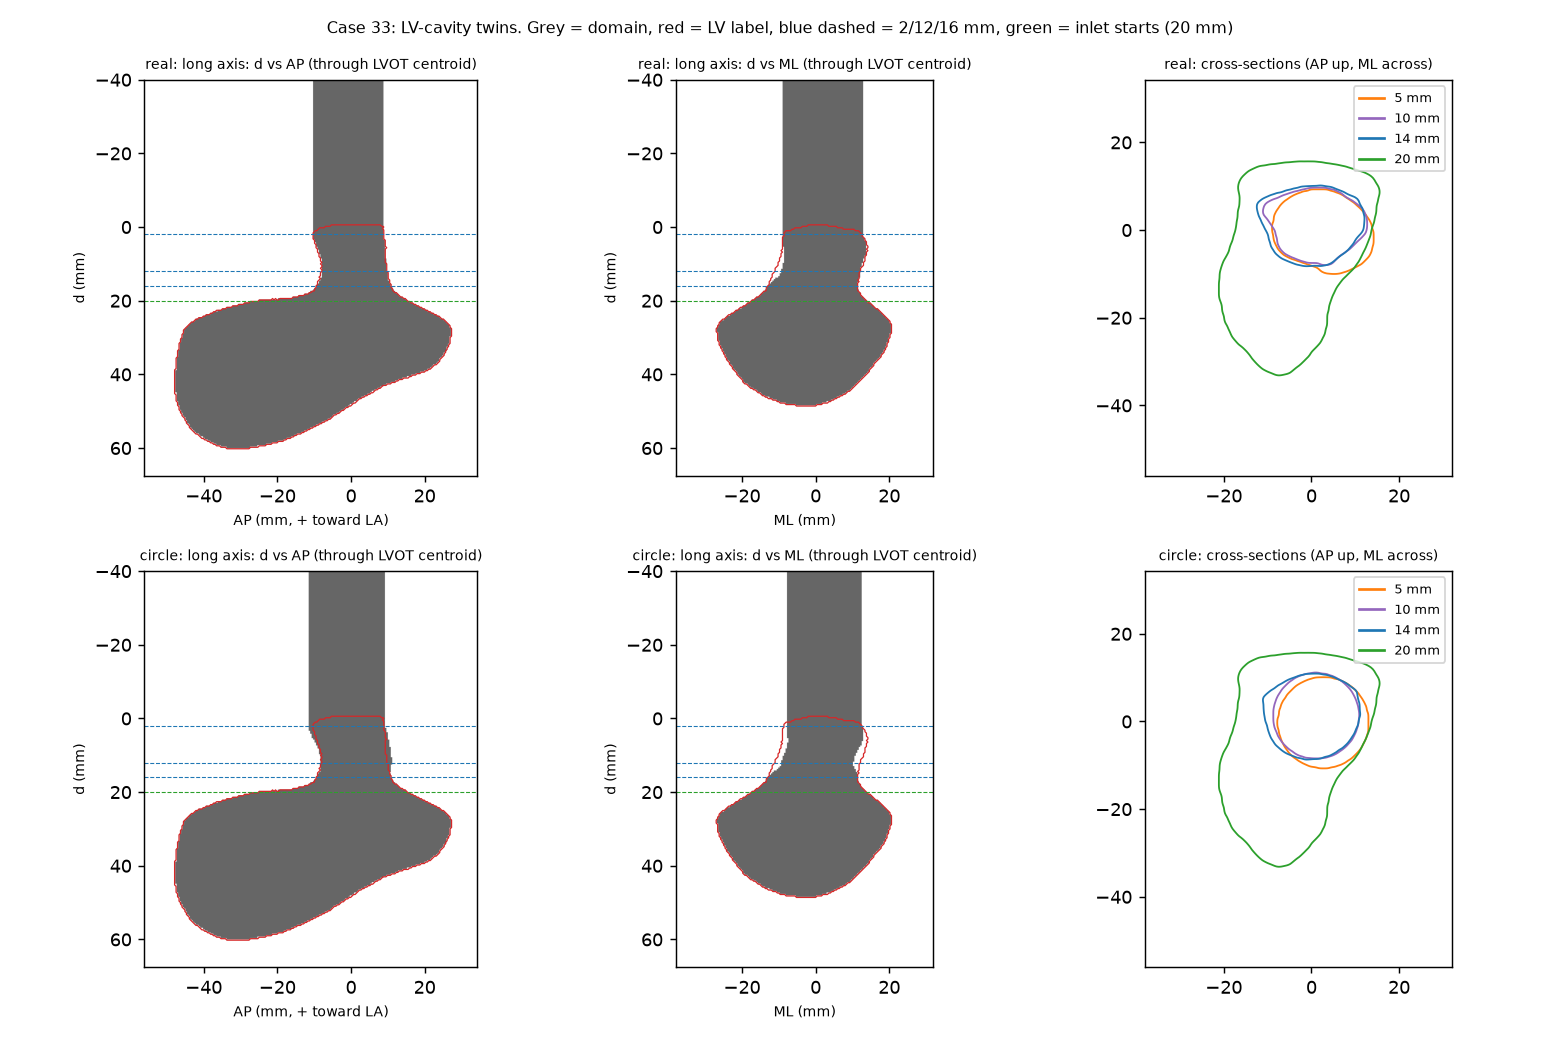 Case 33: LV-cavity twins. Grey = domain, red = LV label, blue dashed = 2/12/16 mm, green = inlet starts (20 mm)
real: long axis: d vs AP (through LVOT centroid)
−40
−20
0
20
40
60
d (mm)
−40 −20 0 20
AP (mm, + toward LA)
real: long axis: d vs ML (through LVOT centroid)
−40
−20
0
20
40
60
d (mm)
−20 0 20
ML (mm)
real: cross-sections (AP up, ML across)
5 mm
10 mm
14 mm
20 mm
20
0
−20
−40
−20 0 20
circle: long axis: d vs AP (through LVOT centroid)
−40
−20
0
20
40
60
d (mm)
−40 −20 0 20
AP (mm, + toward LA)
circle: long axis: d vs ML (through LVOT centroid)
−40
−20
0
20
40
60
d (mm)
−20 0 20
ML (mm)
circle: cross-sections (AP up, ML across)
5 mm
10 mm
14 mm
20 mm
20
0
−20
−40
−20 0 20